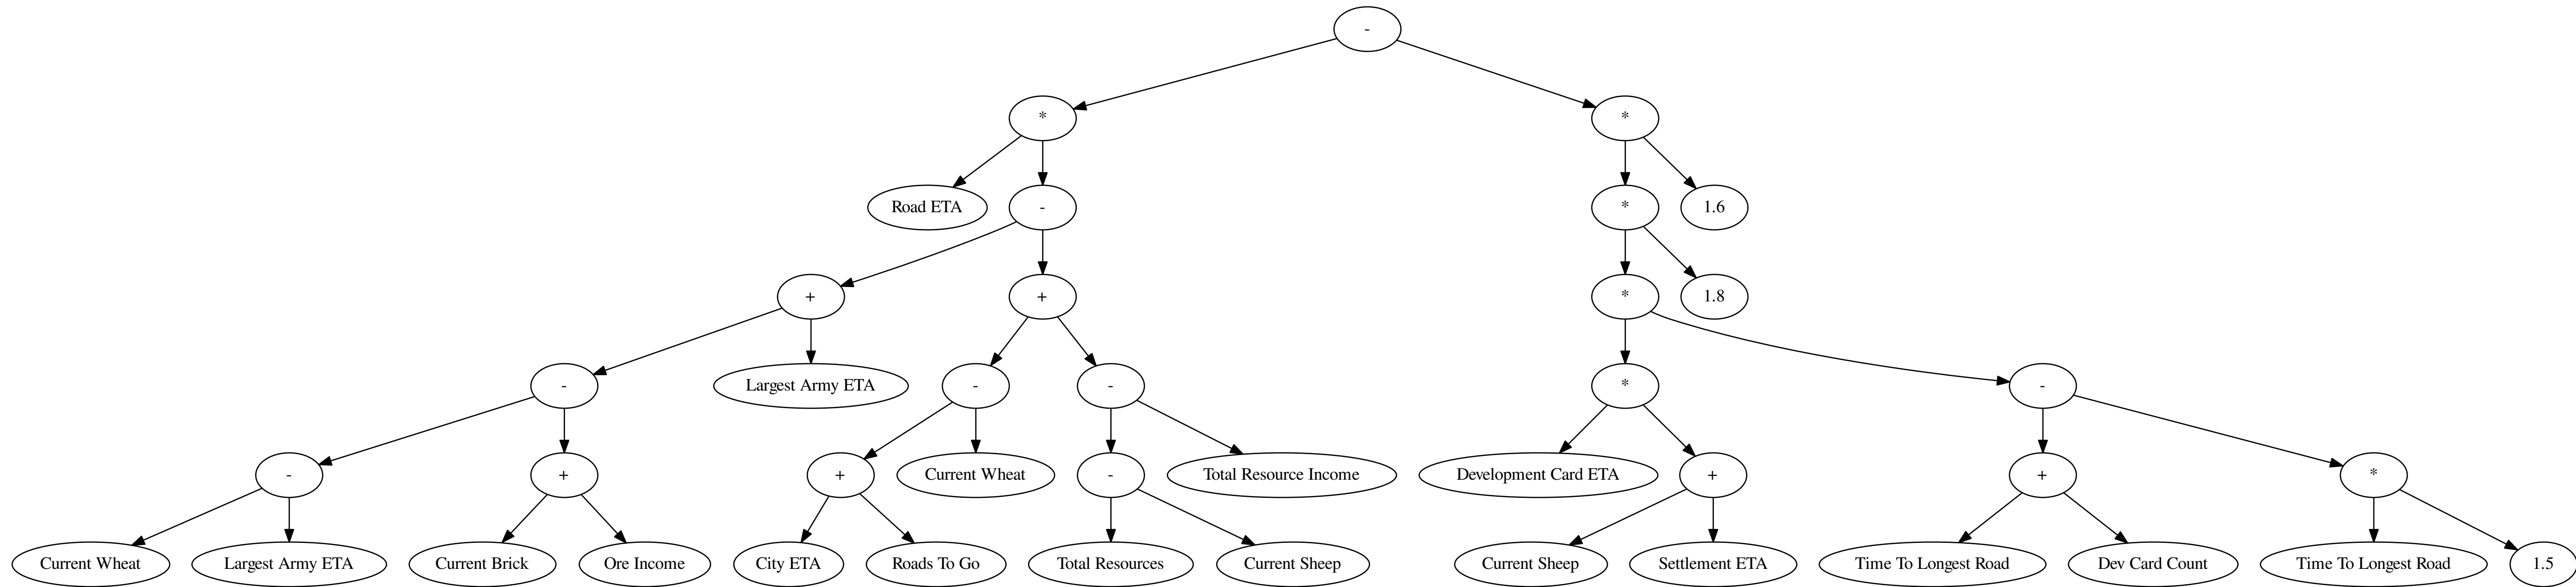 -
*
*
Road ETA
-
*
1.6
+
+
*
1.8
-
Largest Army ETA
-
-
*
-
-
+
+
Current Wheat
-
Total Resource Income
Development Card ETA
+
+
*
Current Wheat
Largest Army ETA
Current Brick
Ore Income
City ETA
Roads To Go
Total Resources
Current Sheep
Current Sheep
Settlement ETA
Time To Longest Road
Dev Card Count
Time To Longest Road
1.5